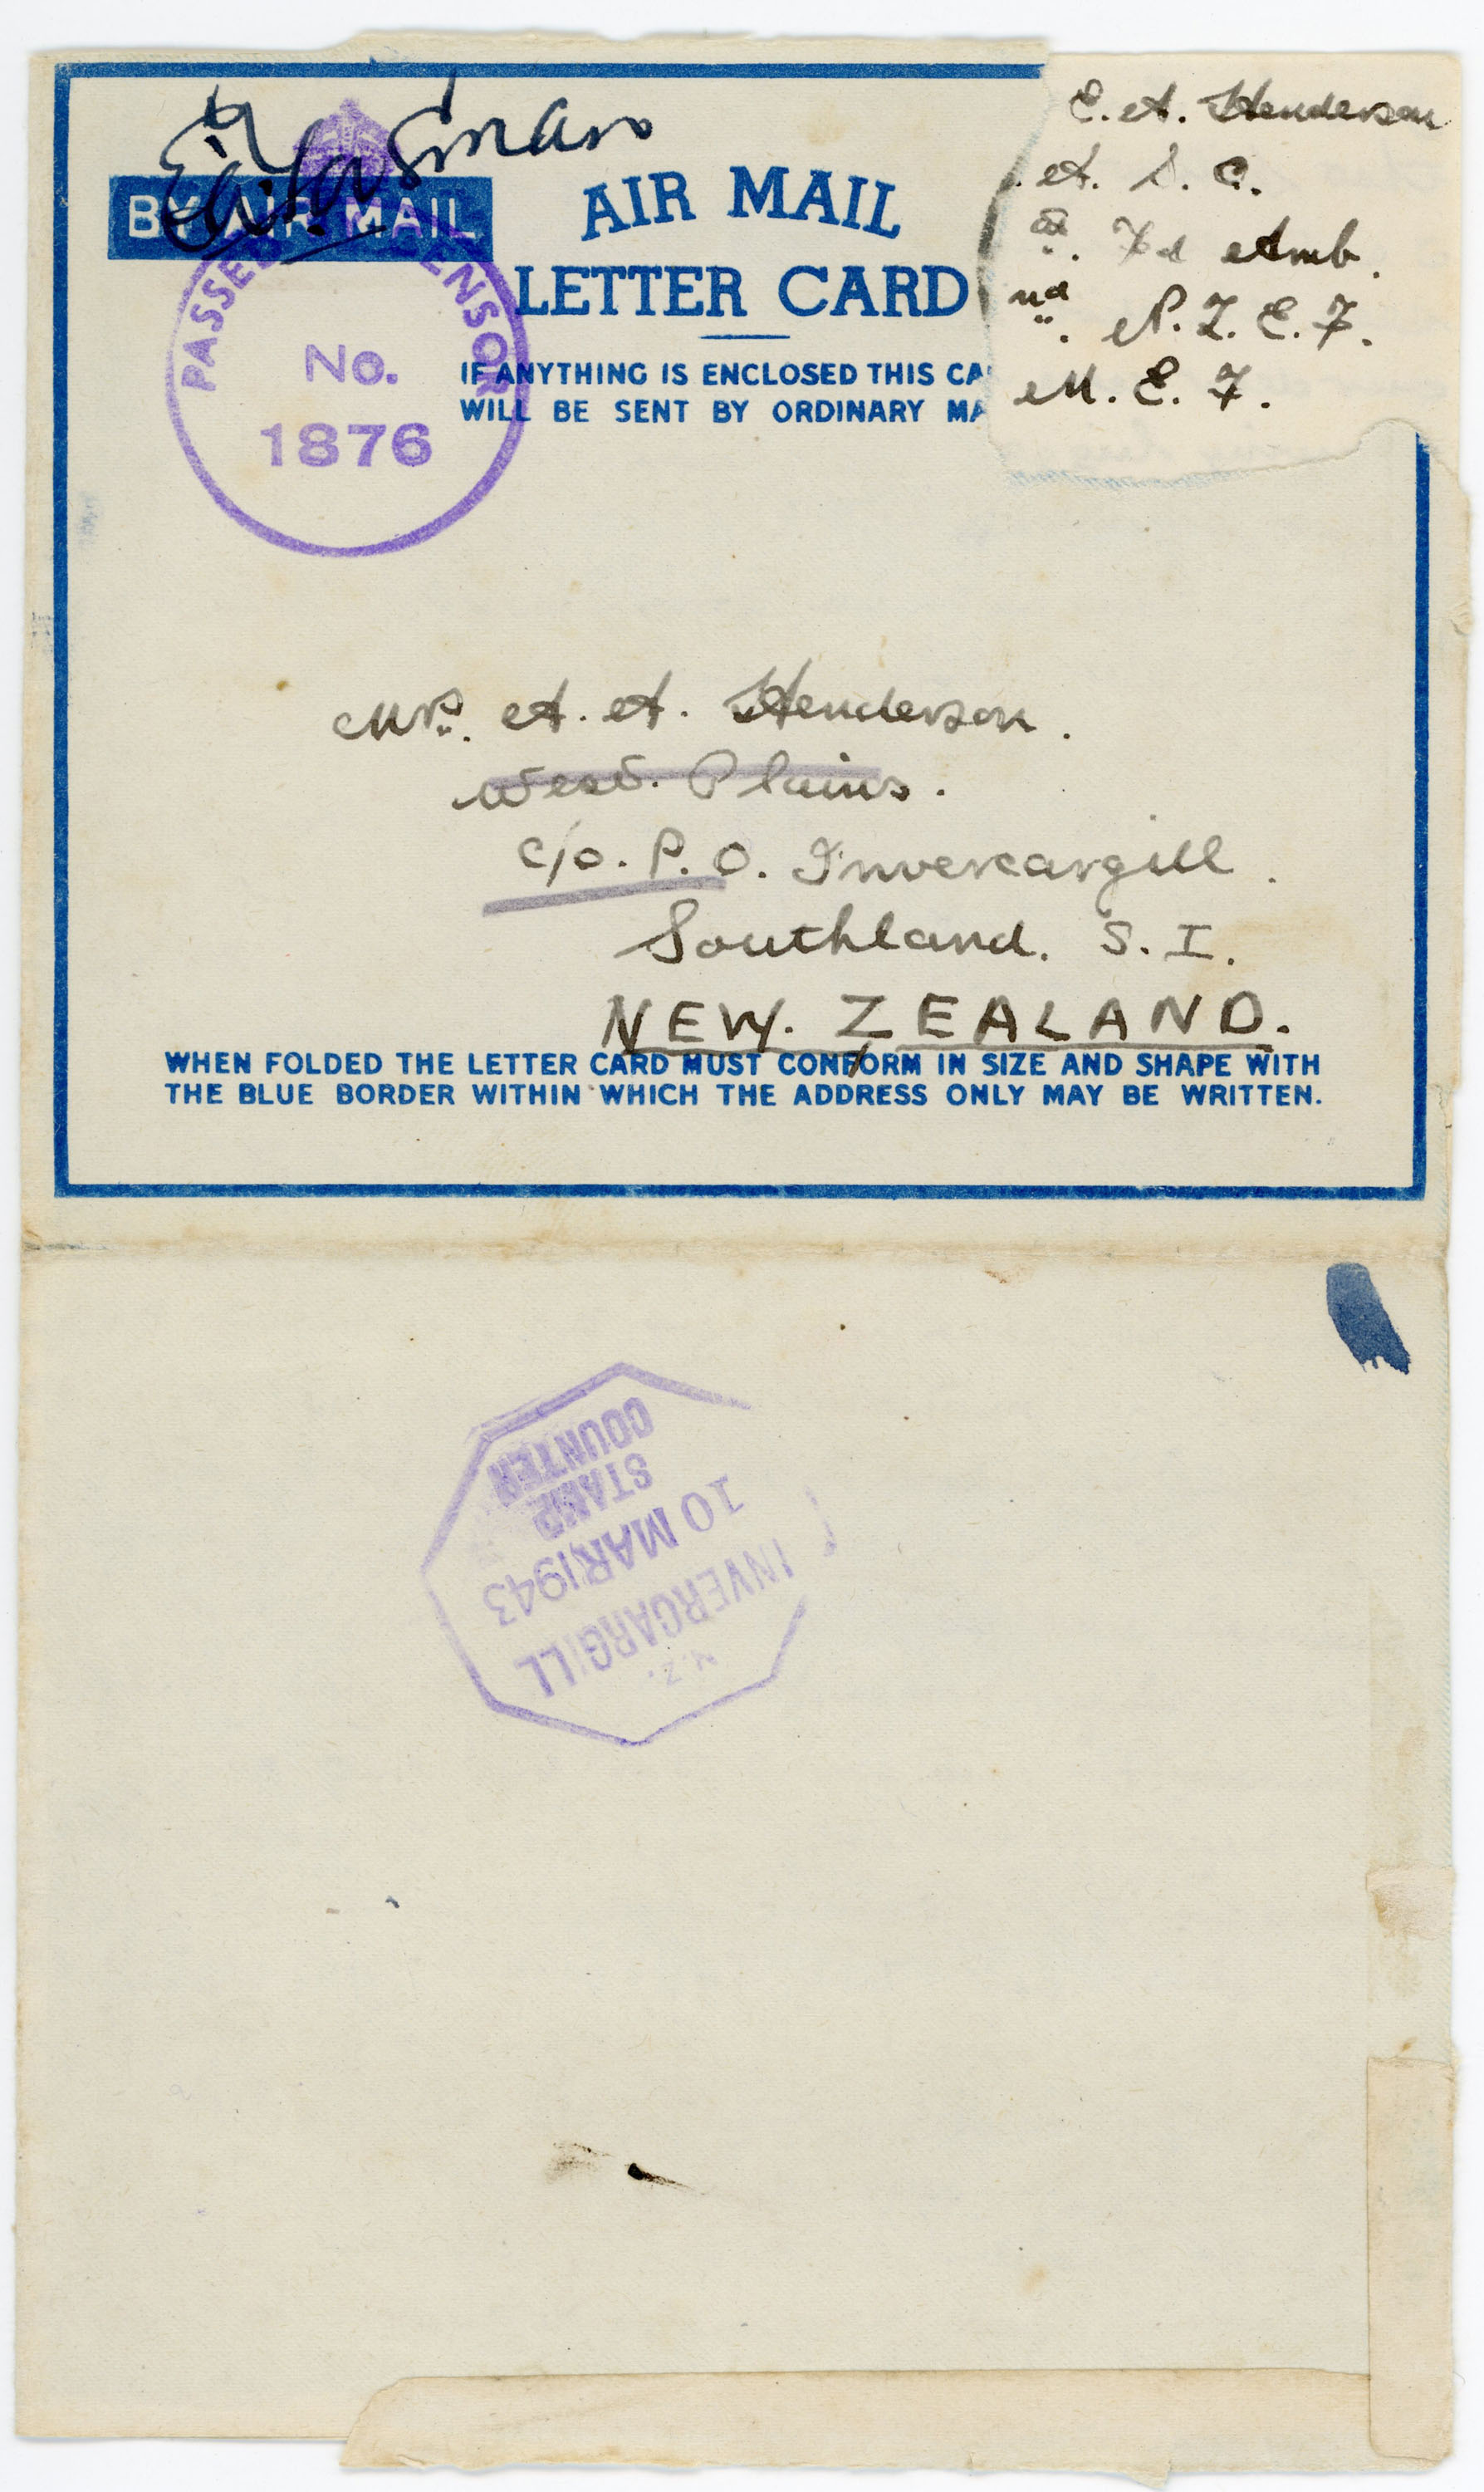 BY AIR MAIL
PASSED CENSOR
No.
1876
AIR MAIL
LETTER CARD
IF ANYTHING IS ENCLOSED THIS CA
WILL BE SENT BY ORDINARY MA
E. A. Henderson
A. S. C.
Fd Amb.
nd. N. Z. E. F.
M. E. F.
Mr. A. A. Henderson.
West. Plains.
c/o. P. O. Invercargill.
Southland. S. I.
NEW. ZEALAND.
WHEN FOLDED THE LETTER CARD MUST CONFORM IN SIZE AND SHAPE WITH
THE BLUE BORDER WITHIN WHICH THE ADDRESS ONLY MAY BE WRITTEN.
N.Z.
INVERCARGILL
10 MAR 1943
STAMP
COUNTER